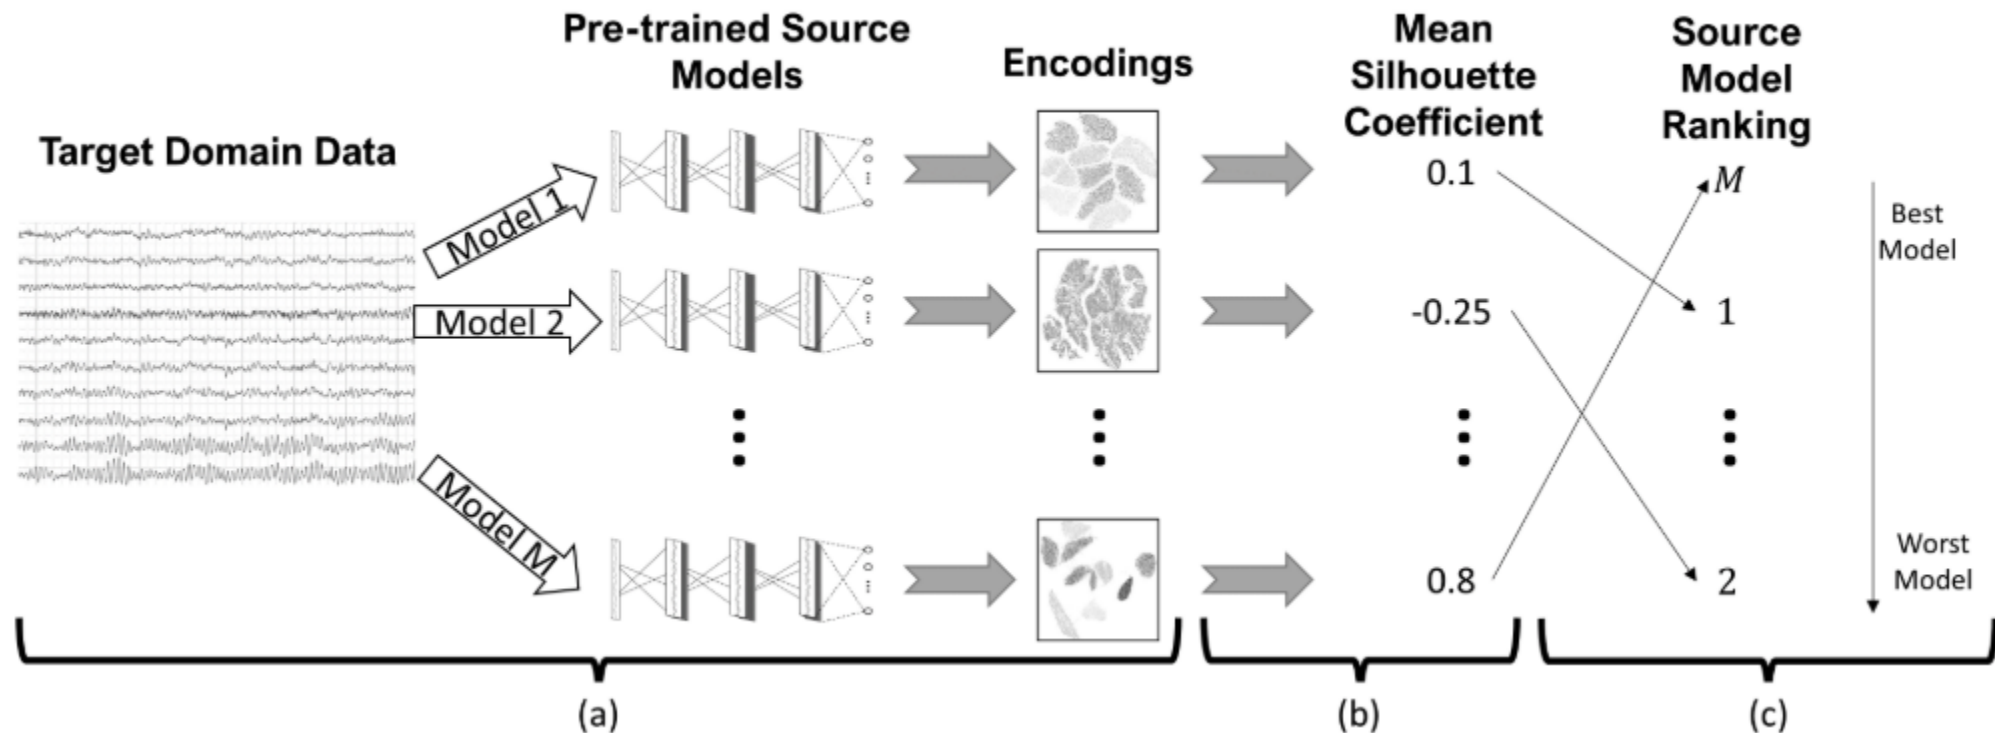 Pre-trained Source
Models
Encodings
Mean
Silhouette
Coefficient
Source
Model
Ranking
Target Domain Data
Model 1
0.1
M
Best
Model
Model 2
-0.25
1
Model M
0.8
2
Worst
Model
(a)
(b)
(c)